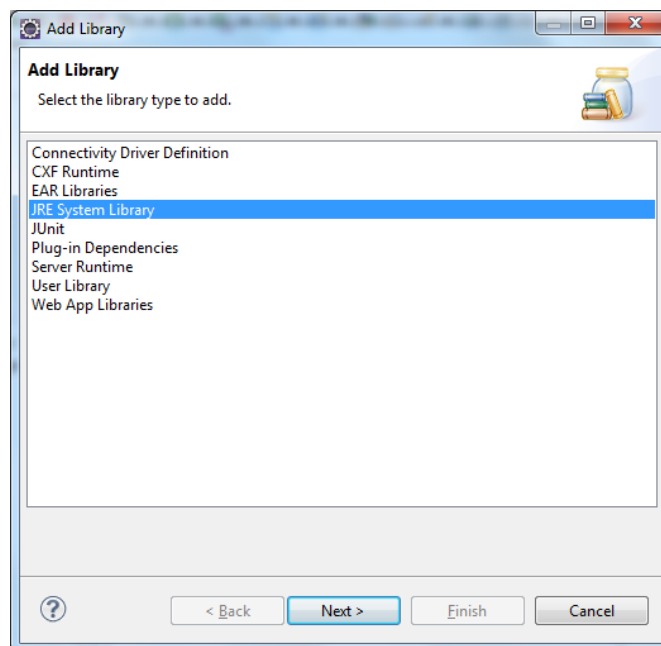 Add Library
Add Library
Select the library type to add.
Connectivity Driver Definition
CXF Runtime
EAR Libraries
JRE System Library
JUnit
Plug-in Dependencies
Server Runtime
User Library
Web App Libraries
< Back Next > Finish Cancel